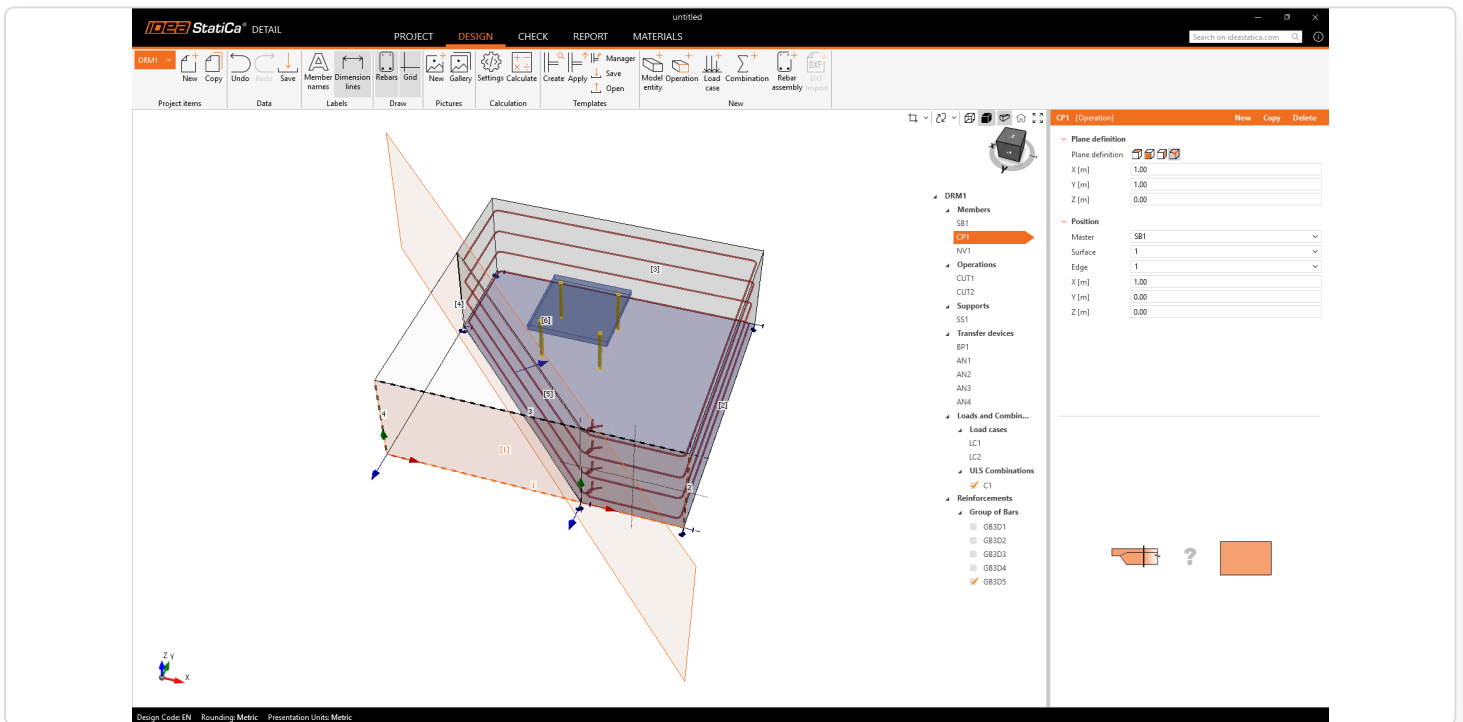 untitled
IDEA StatiCa® DETAIL
PROJECT DESIGN CHECK REPORT MATERIALS
Search on ideastatica.com
DRM1
New Copy Undo Redo Save Member names Dimension lines Rebars Grid New Gallery Settings Calculate Create Apply Manager Save Open Model entity Operation Load case Combination Rebar assembly DXF Import
Project items Data Labels Draw Pictures Calculation Templates New
CP1 [Operation] New Copy Delete
Plane definition
Plane definition
X [m] 1.00
Y [m] 1.00
Z [m] 0.00
Position
Master SB1
Surface 1
Edge 1
X [m] 1.00
Y [m] 0.00
Z [m] 0.00
?
DRM1
Members
SB1
CP1
NV1
Operations
CUT1
CUT2
Supports
SS1
Transfer devices
BP1
AN1
AN2
AN3
AN4
Loads and Combin...
Load cases
LC1
LC2
ULS Combinations
C1
Reinforcements
Group of Bars
GB3D1
GB3D2
GB3D3
GB3D4
GB3D5
[3]
[4]
[6]
[5]
[2]
3
4
[1]
1
2
Y
Z Y
X
Design Code: EN Rounding: Metric Presentation Units: Metric